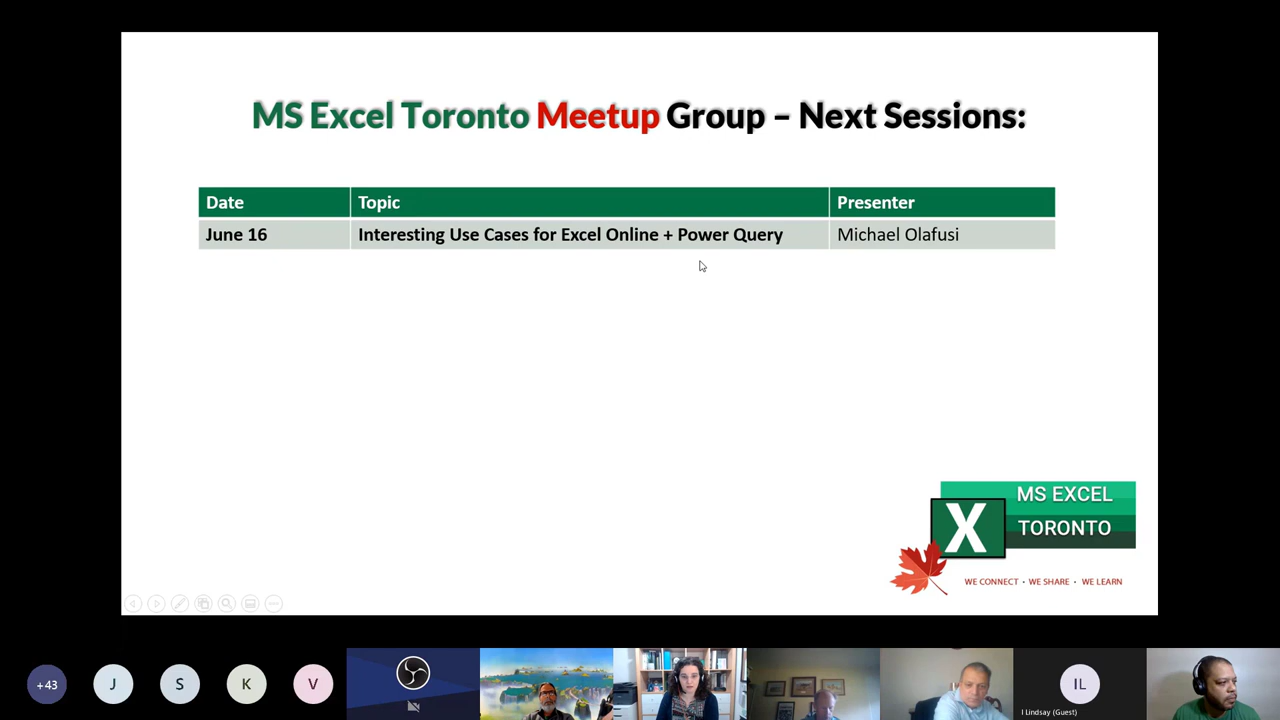 MS Excel Toronto Meetup Group – Next Sessions:
Date Topic Presenter
June 16 Interesting Use Cases for Excel Online + Power Query Michael Olafusi
X
MS EXCEL
TORONTO
WE CONNECT • WE SHARE • WE LEARN
+43 J S K V IL
I Lindsay (Guest)